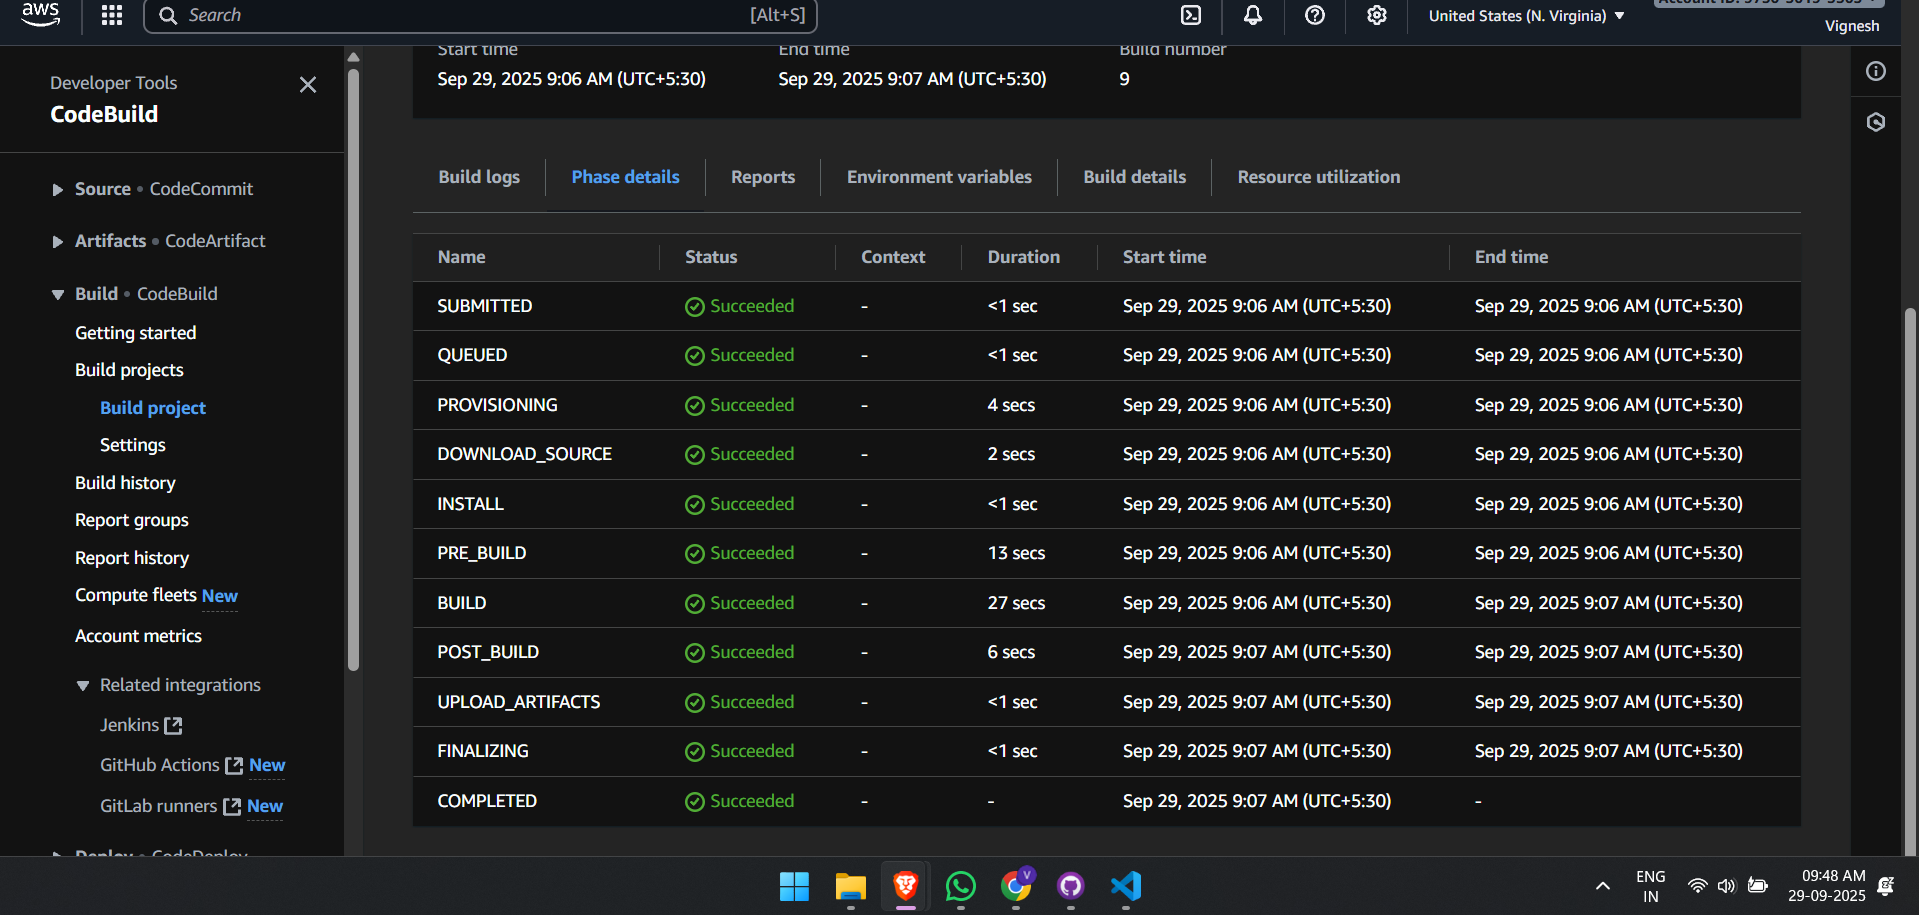 aws
Search [Alt+S]
United States (N. Virginia)
Vignesh
Developer Tools
CodeBuild
Source • CodeCommit
Artifacts • CodeArtifact
Build • CodeBuild
Getting started
Build projects
Build project
Settings
Build history
Report groups
Report history
Compute fleets New
Account metrics
Related integrations
Jenkins
GitHub Actions New
GitLab runners New
Deploy • CodeDeploy
Start time End time Build number
Sep 29, 2025 9:06 AM (UTC+5:30) Sep 29, 2025 9:07 AM (UTC+5:30) 9
Build logs Phase details Reports Environment variables Build details Resource utilization
Name Status Context Duration Start time End time
SUBMITTED Succeeded - <1 sec Sep 29, 2025 9:06 AM (UTC+5:30) Sep 29, 2025 9:06 AM (UTC+5:30)
QUEUED Succeeded - <1 sec Sep 29, 2025 9:06 AM (UTC+5:30) Sep 29, 2025 9:06 AM (UTC+5:30)
PROVISIONING Succeeded - 4 secs Sep 29, 2025 9:06 AM (UTC+5:30) Sep 29, 2025 9:06 AM (UTC+5:30)
DOWNLOAD_SOURCE Succeeded - 2 secs Sep 29, 2025 9:06 AM (UTC+5:30) Sep 29, 2025 9:06 AM (UTC+5:30)
INSTALL Succeeded - <1 sec Sep 29, 2025 9:06 AM (UTC+5:30) Sep 29, 2025 9:06 AM (UTC+5:30)
PRE_BUILD Succeeded - 13 secs Sep 29, 2025 9:06 AM (UTC+5:30) Sep 29, 2025 9:06 AM (UTC+5:30)
BUILD Succeeded - 27 secs Sep 29, 2025 9:06 AM (UTC+5:30) Sep 29, 2025 9:07 AM (UTC+5:30)
POST_BUILD Succeeded - 6 secs Sep 29, 2025 9:07 AM (UTC+5:30) Sep 29, 2025 9:07 AM (UTC+5:30)
UPLOAD_ARTIFACTS Succeeded - <1 sec Sep 29, 2025 9:07 AM (UTC+5:30) Sep 29, 2025 9:07 AM (UTC+5:30)
FINALIZING Succeeded - <1 sec Sep 29, 2025 9:07 AM (UTC+5:30) Sep 29, 2025 9:07 AM (UTC+5:30)
COMPLETED Succeeded - - Sep 29, 2025 9:07 AM (UTC+5:30) -
V
ENG
IN
09:48 AM
29-09-2025